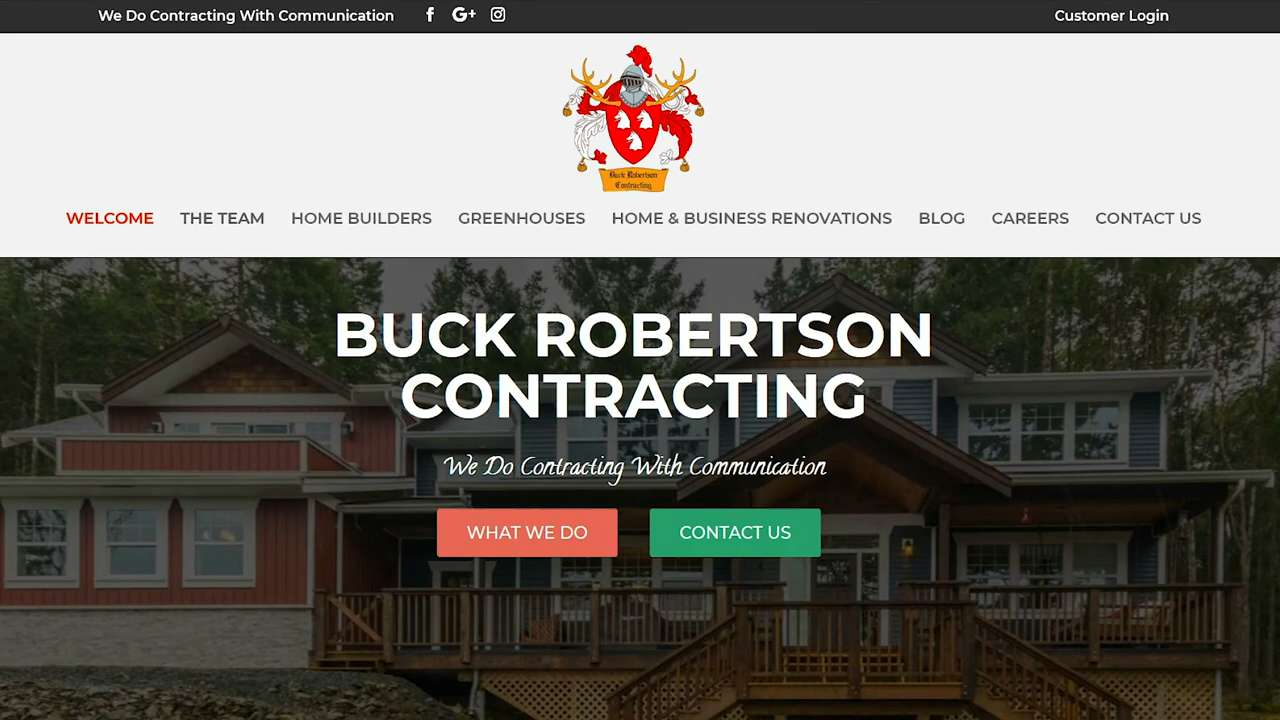 We Do Contracting With Communication
G+
Customer Login
Buck Robertson
Contracting
WELCOME
THE TEAM
HOME BUILDERS
GREENHOUSES
HOME & BUSINESS RENOVATIONS
BLOG
CAREERS
CONTACT US
BUCK ROBERTSON
CONTRACTING
We Do Contracting With Communication
WHAT WE DO
CONTACT US